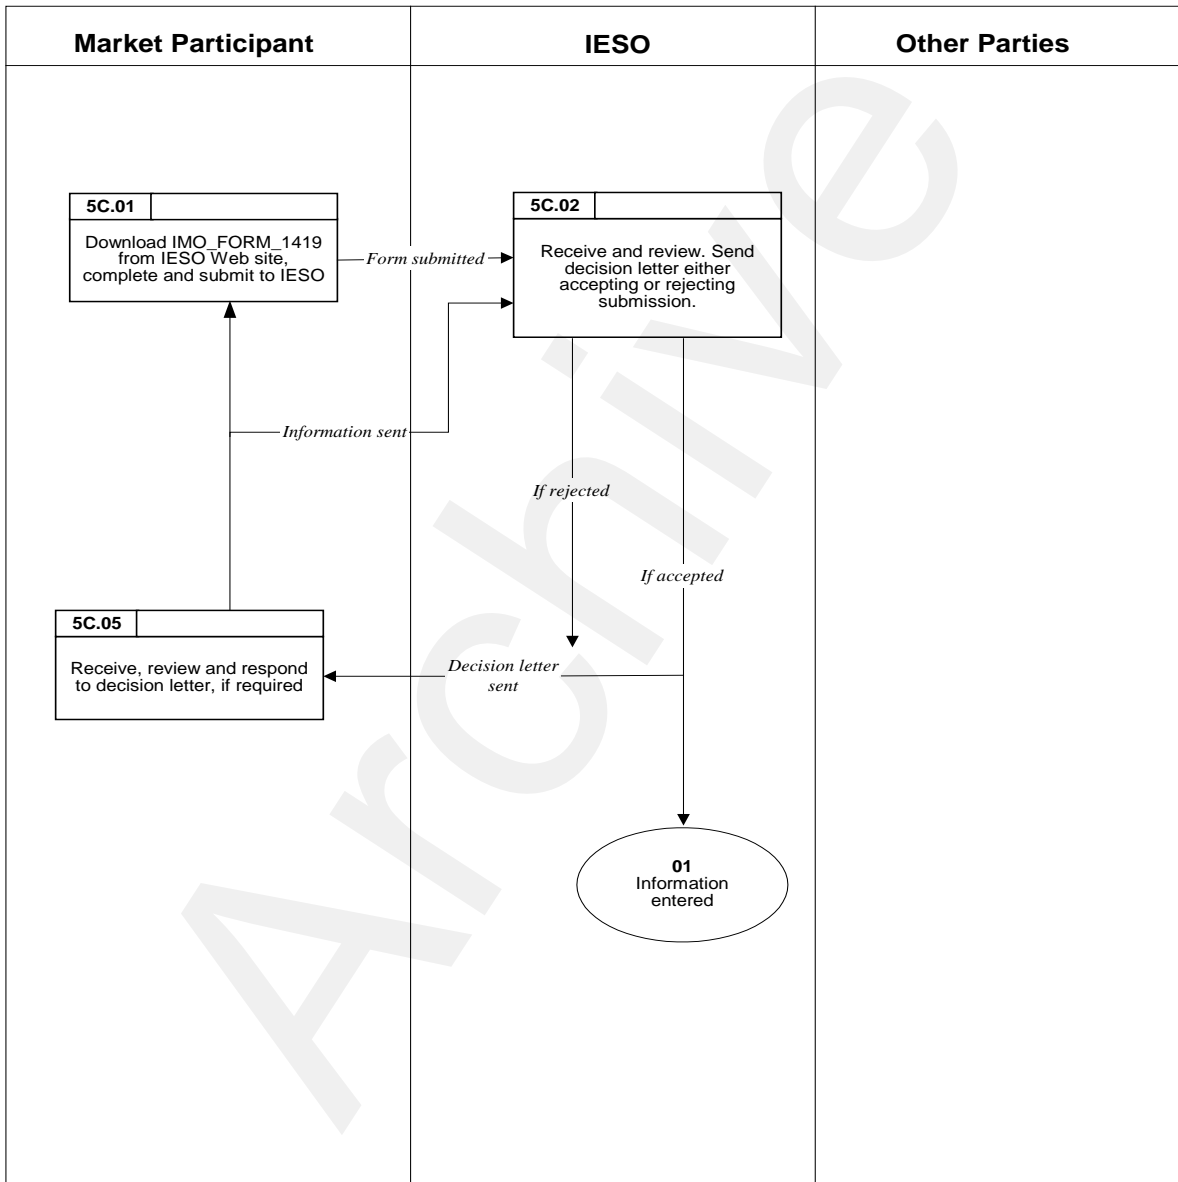 Market Participant
IESO
Other Parties
5C.01
Download IMO_FORM_1419
from IESO Web site,
complete and submit to IESO
Form submitted
5C.02
Receive and review. Send
decision letter either
accepting or rejecting
submission.
Information sent
If rejected
If accepted
5C.05
Receive, review and respond
to decision letter, if required
Decision letter
sent
01
Information
entered
Archive